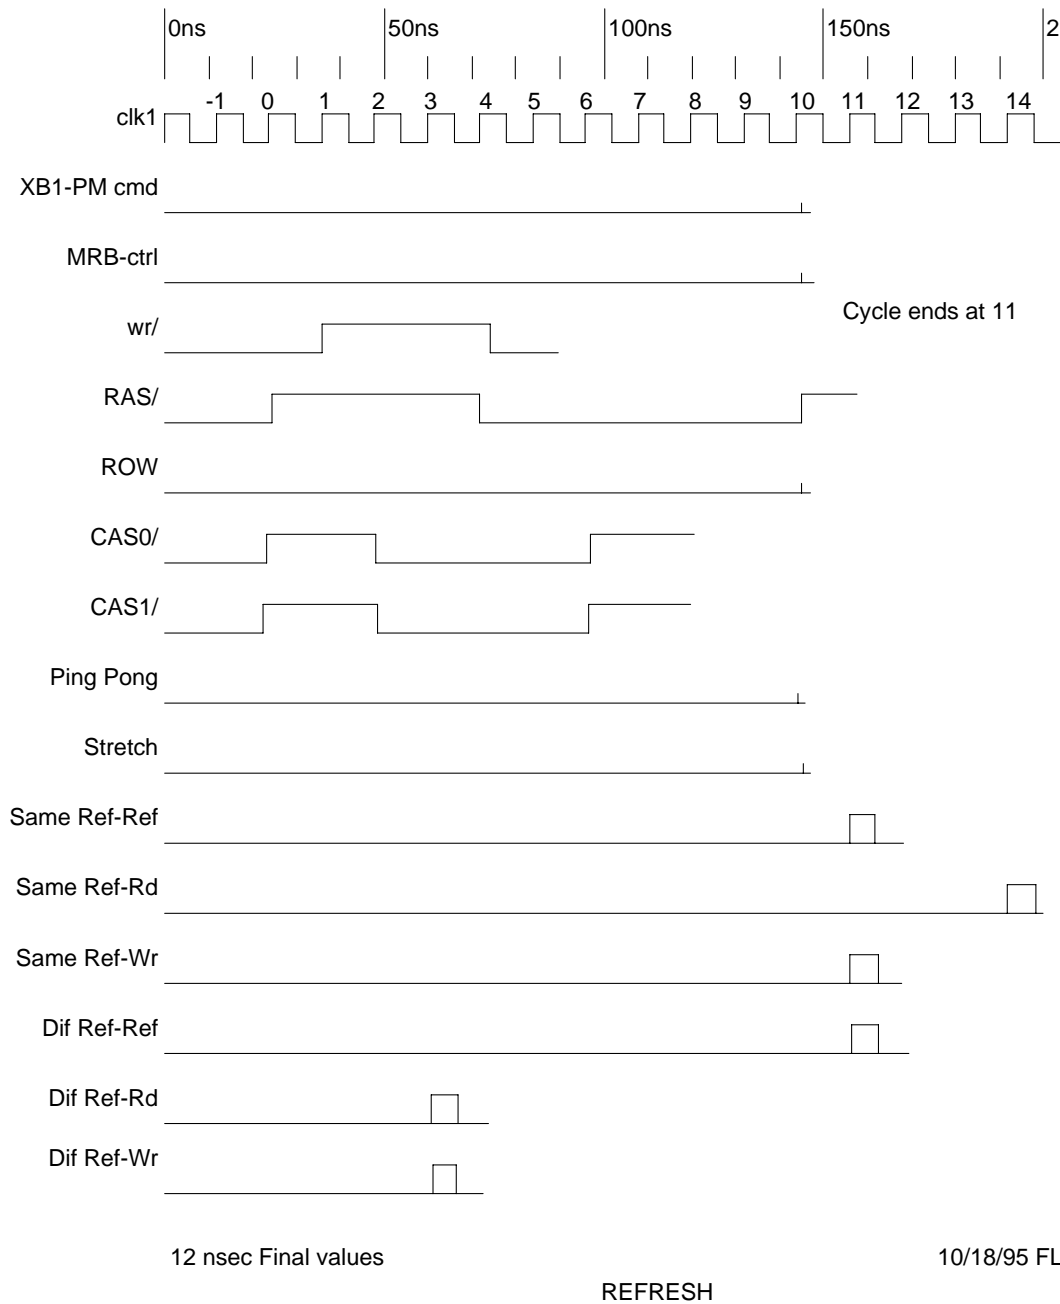 0ns 50ns 100ns 150ns 2
-1 0 1 2 3 4 5 6 7 8 9 10 11 12 13 14
clk1
XB1-PM cmd
MRB-ctrl
Cycle ends at 11
wr/
RAS/
ROW
CAS0/
CAS1/
Ping Pong
Stretch
Same Ref-Ref
Same Ref-Rd
Same Ref-Wr
Dif Ref-Ref
Dif Ref-Rd
Dif Ref-Wr
12 nsec Final values 10/18/95 FL
REFRESH